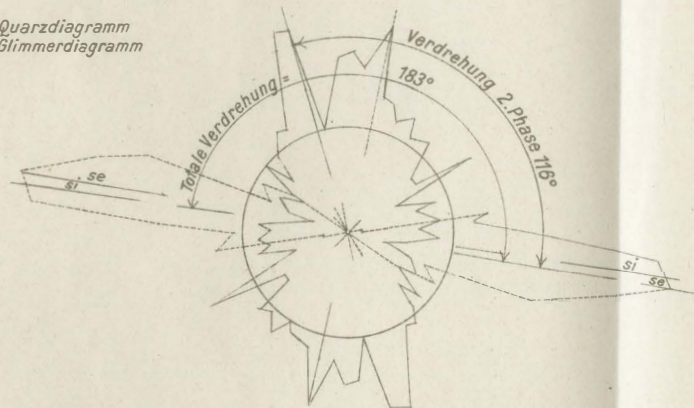 Quarzdiagramm
Glimmerdiagramm
Totale Verdrehung =
183°
Verdrehung 2. Phase 116°
se
si
si
se